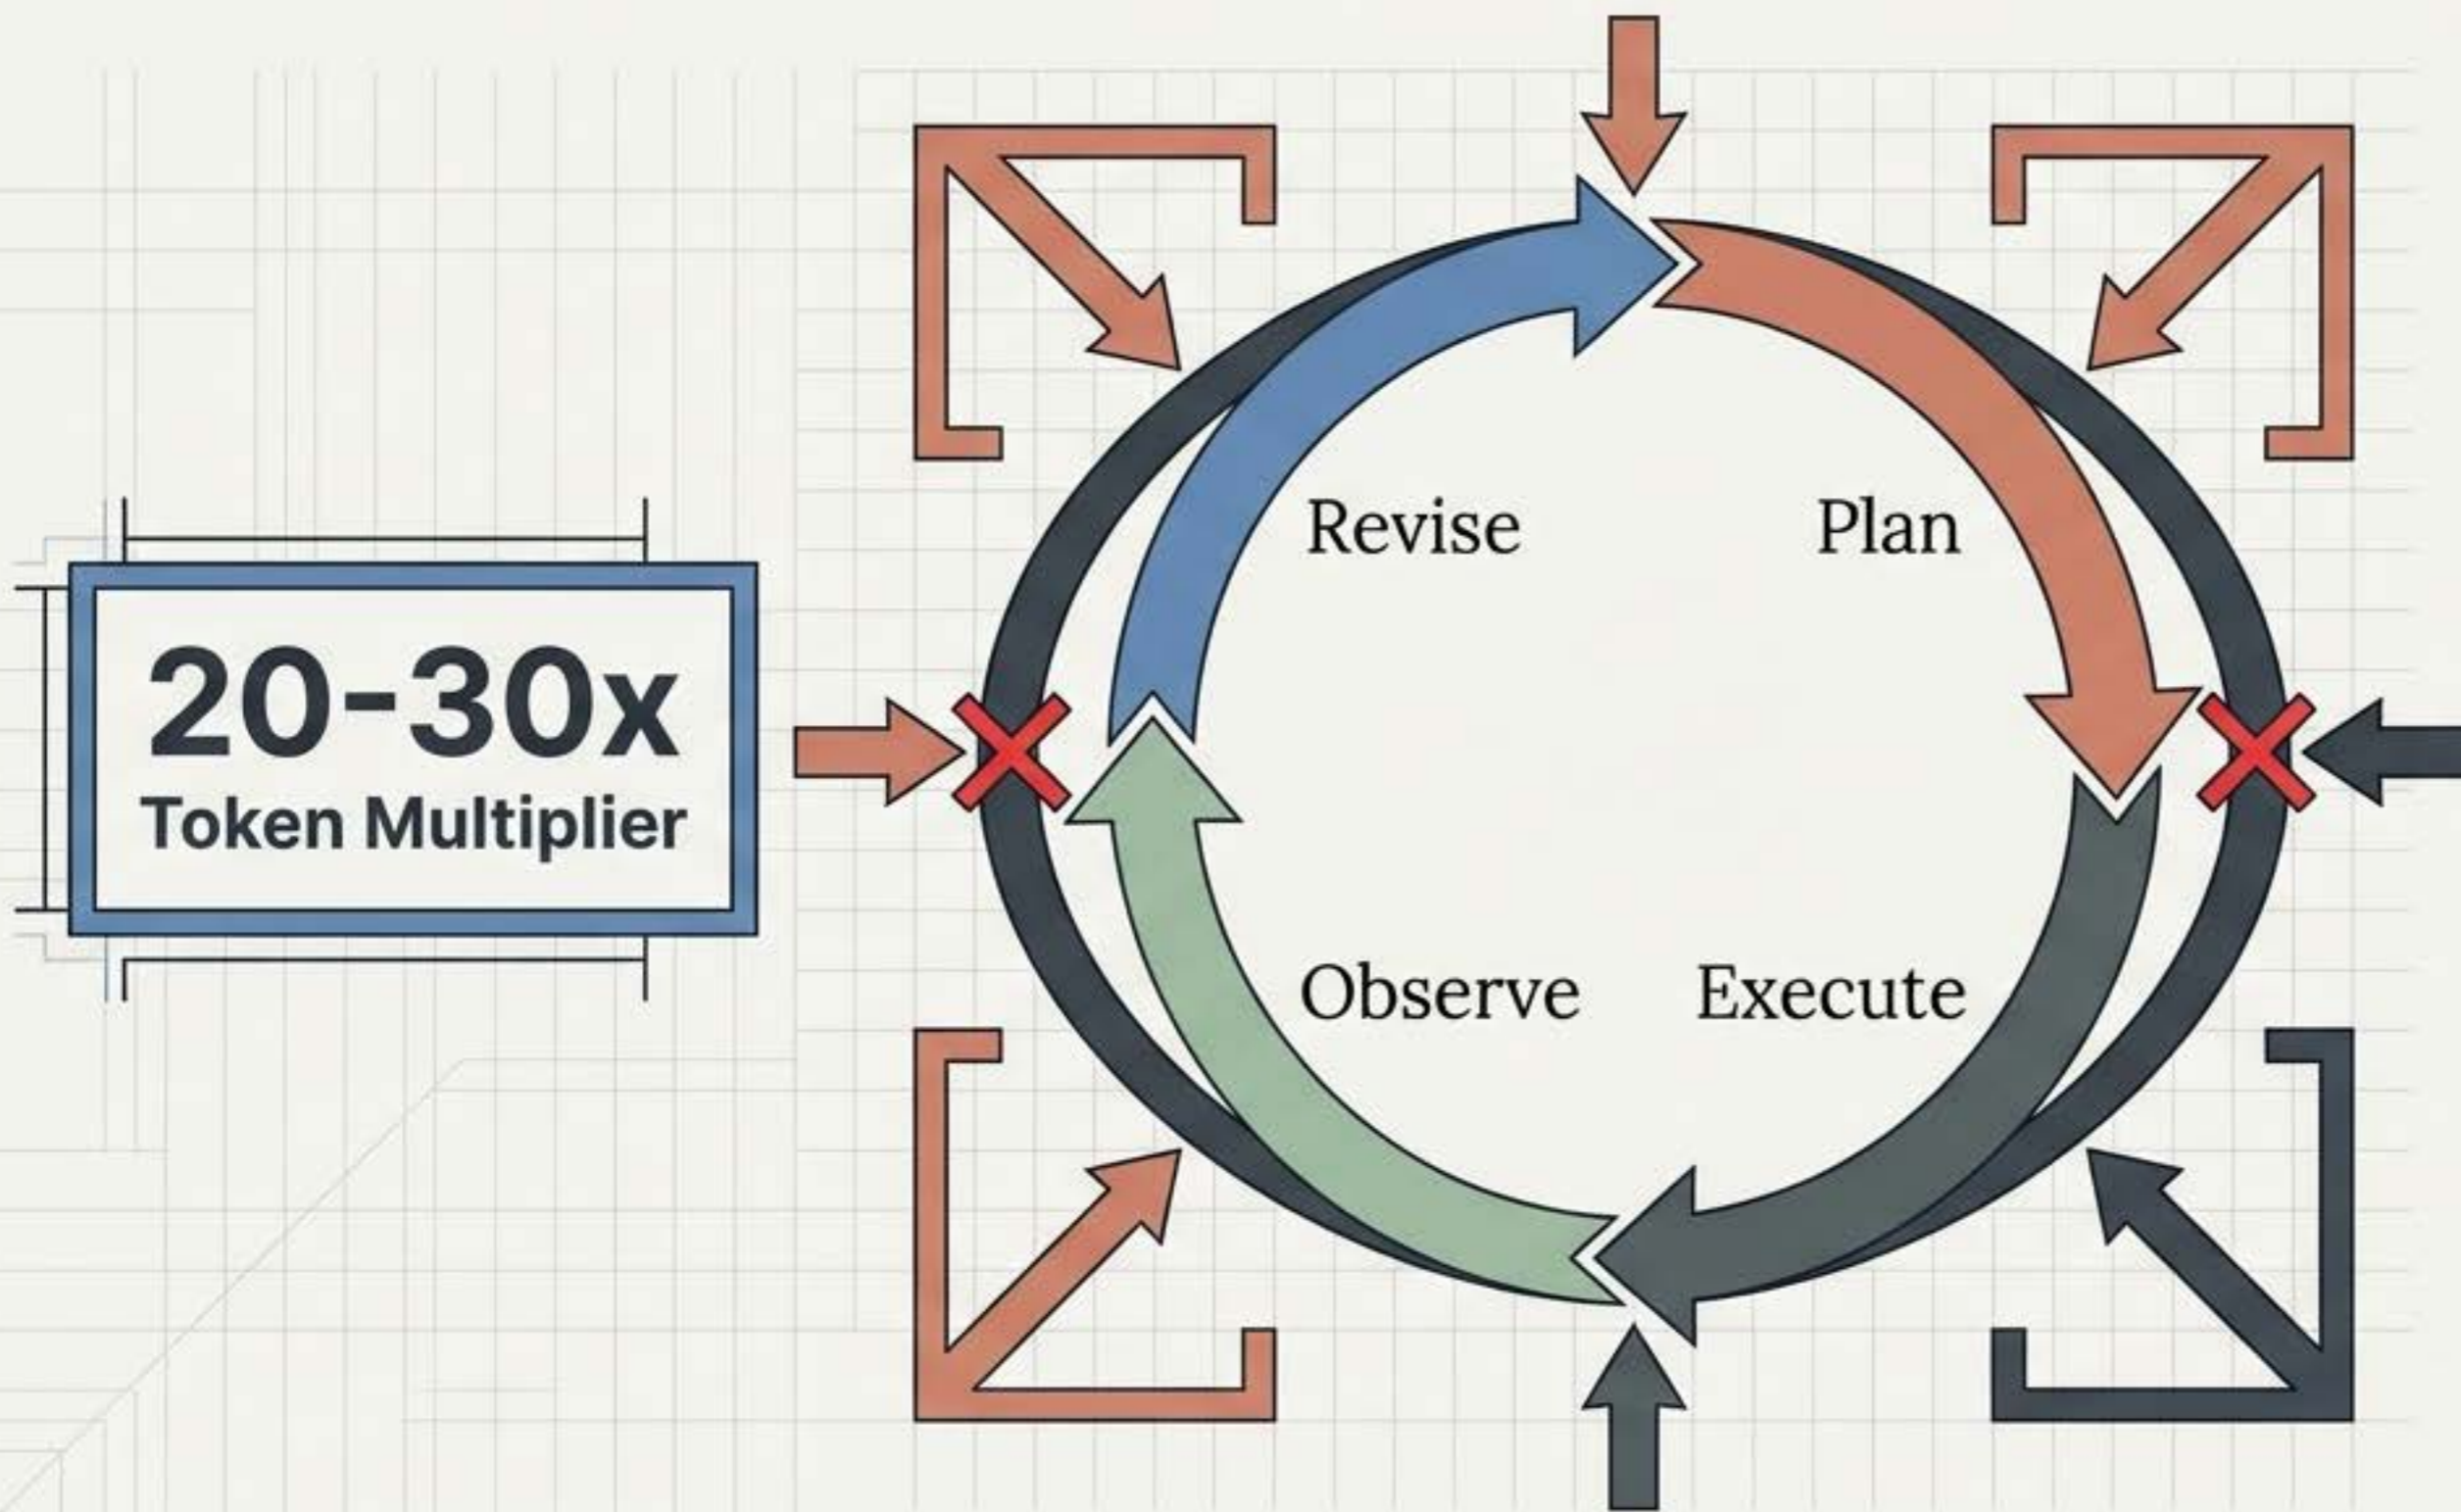 20-30x
Token Multiplier
Revise
Plan
Observe
Execute